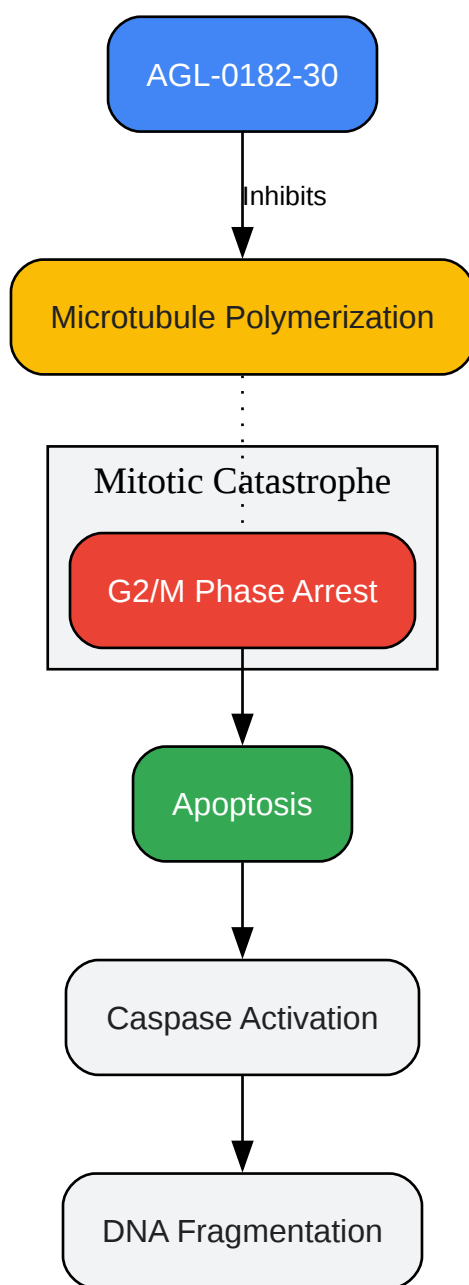 AGL-0182-30
Inhibits
Microtubule Polymerization
Mitotic Catastrophe
G2/M Phase Arrest
Apoptosis
Caspase Activation
DNA Fragmentation